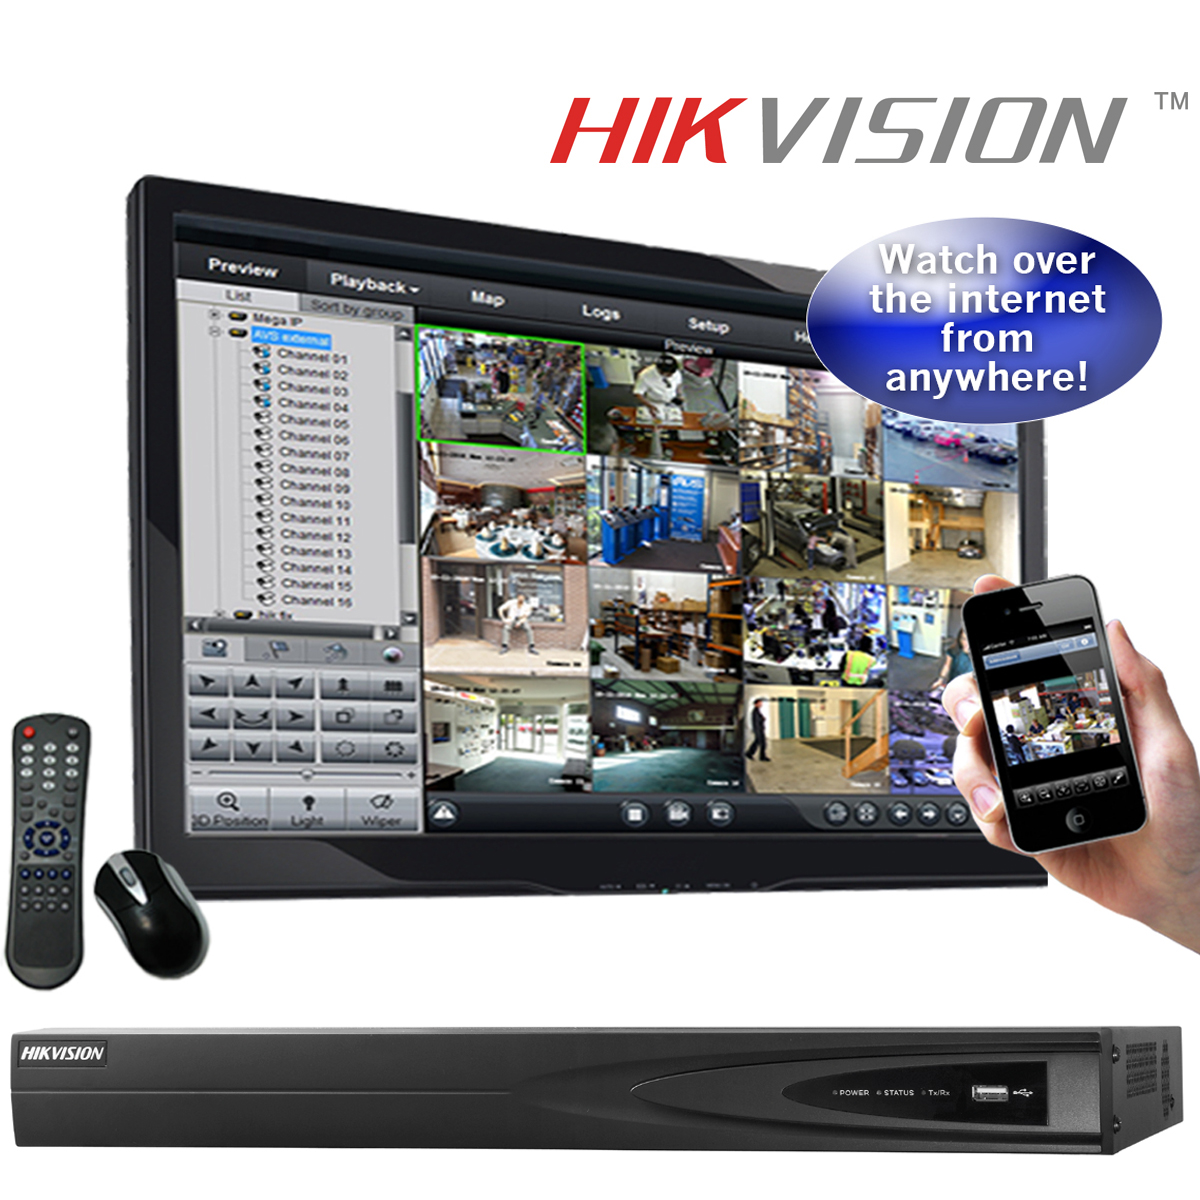 HIKVISION ™
Watch over
the internet
from
anywhere!
Preview
Playback
Map
Logs
Setup
List
Sort by group
Preview
Mega IP
AVS external
Channel 01
Channel 02
Channel 03
Channel 04
Channel 05
Channel 06
Channel 07
Channel 08
Channel 09
Channel 10
Channel 11
Channel 12
Channel 13
Channel 14
Channel 15
Channel 16
AVS
3D Position
Light
Wiper
HIKVISION
POWER STATUS Tx/Rx